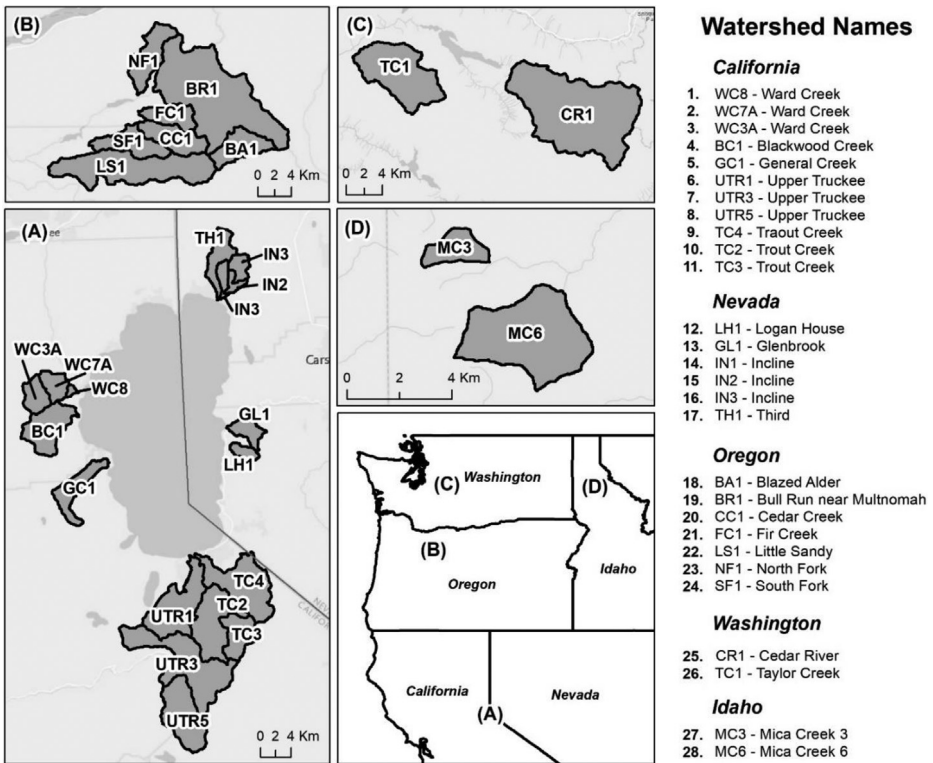 (B)
NF1
BR1
FC1
SF1
CC1
BA1
LS1
0 2 4 Km
(C)
TC1
CR1
0 2 4 Km
(A)
ee
TH1
IN3
IN2
IN3
WC3A
WC7A
WC8
BC1
Cars
GL1
LH1
GC1
TC4
TC2
UTR1
TC3
UTR3
UTR5
0 2 4 Km
(D)
MC3
MC6
0 2 4 Km
Washington
(C)
(D)
(B)
Oregon
Idaho
California
Nevada
(A)
Watershed Names
California
1. WC8 - Ward Creek
2. WC7A - Ward Creek
3. WC3A - Ward Creek
4. BC1 - Blackwood Creek
5. GC1 - General Creek
6. UTR1 - Upper Truckee
7. UTR3 - Upper Truckee
8. UTR5 - Upper Truckee
9. TC4 - Traout Creek
10. TC2 - Trout Creek
11. TC3 - Trout Creek
Nevada
12. LH1 - Logan House
13. GL1 - Glenbrook
14. IN1 - Incline
15 IN2 - Incline
16. IN3 - Incline
17. TH1 - Third
Oregon
18. BA1 - Blazed Alder
19. BR1 - Bull Run near Multnomah
20. CC1 - Cedar Creek
21. FC1 - Fir Creek
22. LS1 - Little Sandy
23. NF1 - North Fork
24. SF1 - South Fork
Washington
25. CR1 - Cedar River
26. TC1 - Taylor Creek
Idaho
27. MC3 - Mica Creek 3
28. MC6 - Mica Creek 6